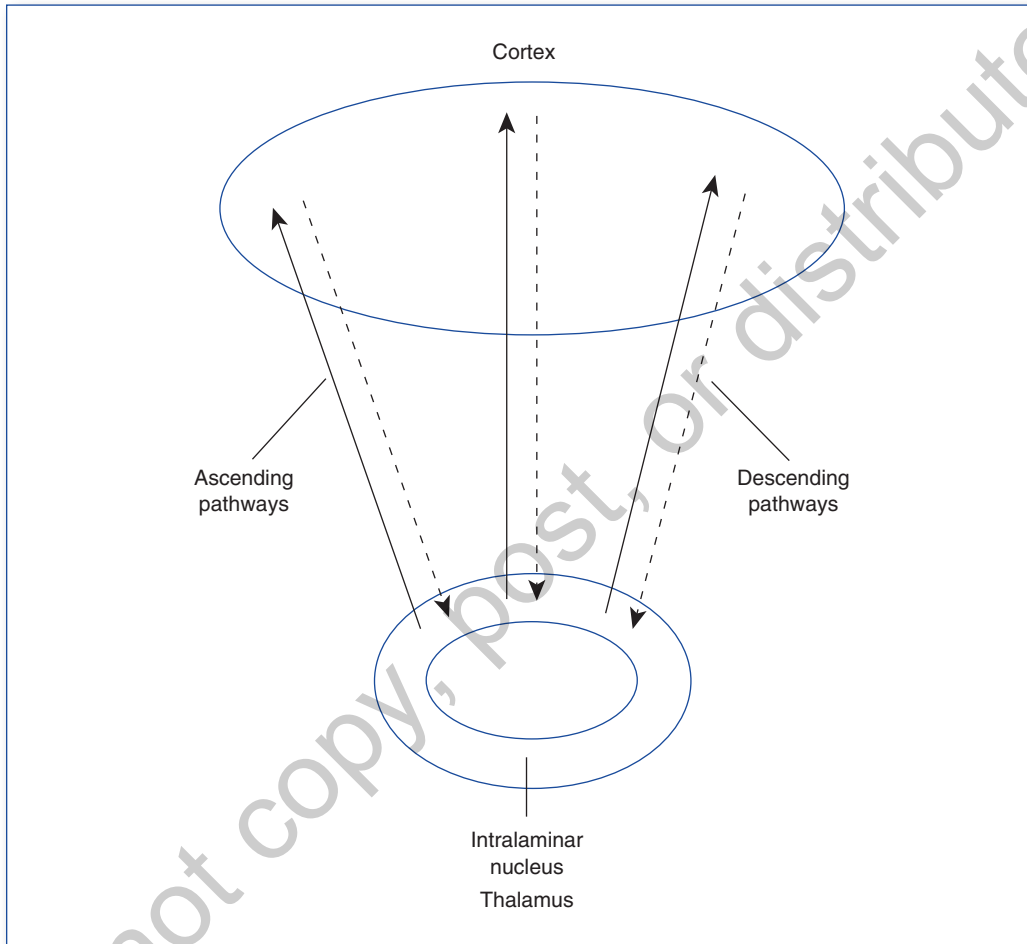 Cortex
Ascending
pathways
Descending
pathways
Intralaminar
nucleus
Thalamus
not copy, post, or distribute